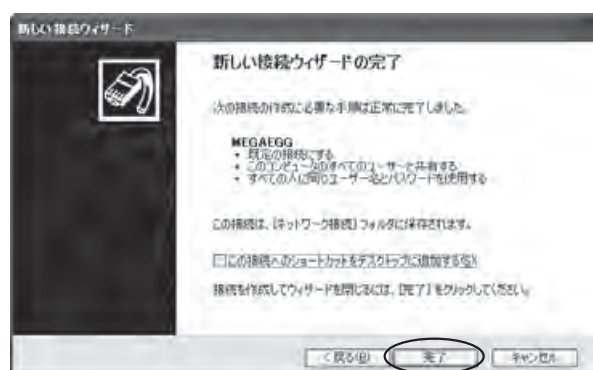 新しい接続ウィザード
新しい接続ウィザードの完了
次の接続の作成に必要な手順は正常に完了しました。
MEGAEGG
• 既定の接続にする
• このコンピュータのすべてのユーザーと共有する
• すべての人に同じユーザー名とパスワードを使用する
この接続は、[ネットワーク接続] フォルダに保存されます。
この接続へのショートカットをデスクトップに追加する(S)
接続を作成してウィザードを閉じるには、[完了] をクリックしてください。
< 戻る(B)
完了
キャンセル